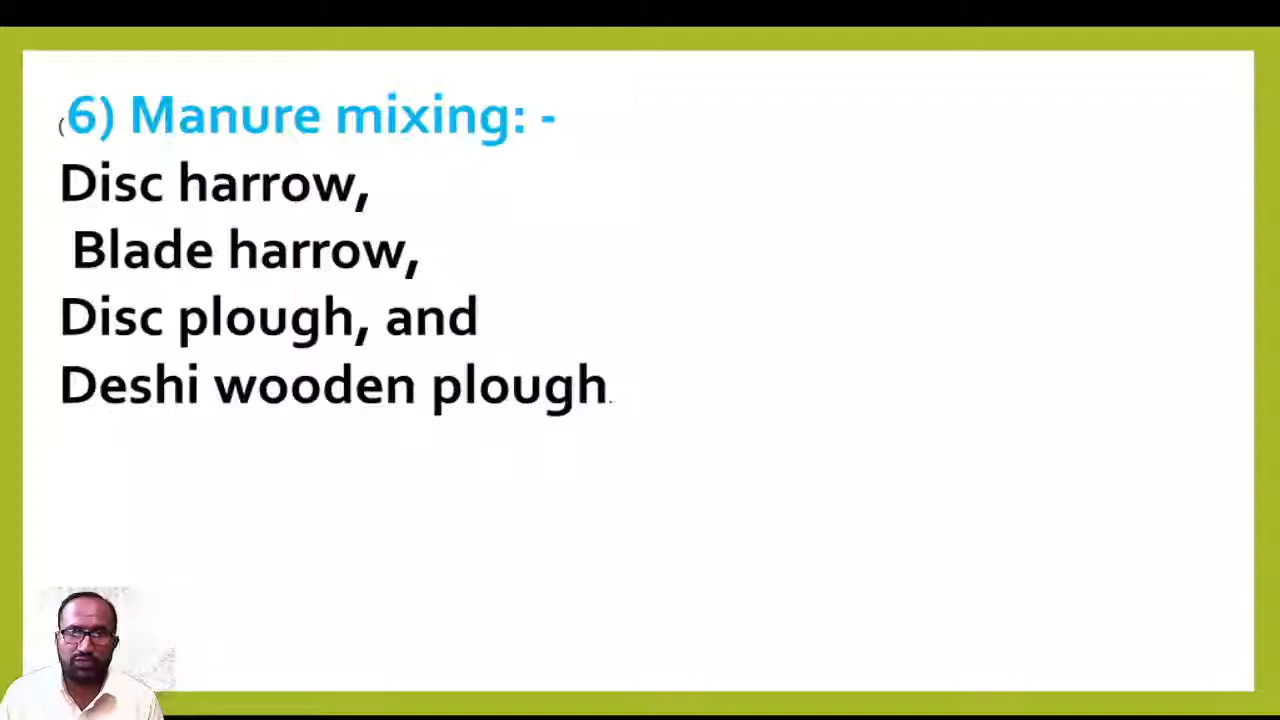 (6) Manure mixing: -
Disc harrow,
Blade harrow,
Disc plough, and
Deshi wooden plough.